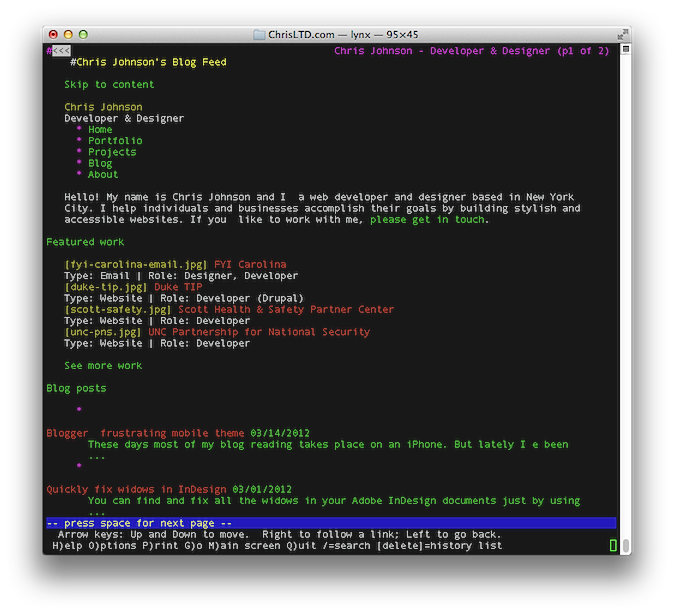 ChrisLTD.com — lynx — 95×45
#<<< Chris Johnson - Developer & Designer (p1 of 2)
#Chris Johnson's Blog Feed
Skip to content
Chris Johnson
Developer & Designer
* Home
* Portfolio
* Projects
* Blog
* About
Hello! My name is Chris Johnson and I  a web developer and designer based in New York
City. I help individuals and businesses accomplish their goals by building stylish and
accessible websites. If you  like to work with me, please get in touch.
Featured work
[fyi-carolina-email.jpg] FYI Carolina
Type: Email | Role: Designer, Developer
[duke-tip.jpg] Duke TIP
Type: Website | Role: Developer (Drupal)
[scott-safety.jpg] Scott Health & Safety Partner Center
Type: Website | Role: Developer
[unc-pns.jpg] UNC Partnership for National Security
Type: Website | Role: Developer
See more work
Blog posts
*
Blogger  frustrating mobile theme 03/14/2012
These days most of my blog reading takes place on an iPhone. But lately I e been
...
*
Quickly fix widows in InDesign 03/01/2012
You can find and fix all the widows in your Adobe InDesign documents just by using
...
-- press space for next page --
Arrow keys: Up and Down to move.  Right to follow a link; Left to go back.
H)elp O)ptions P)rint G)o M)ain screen Q)uit /=search [delete]=history list